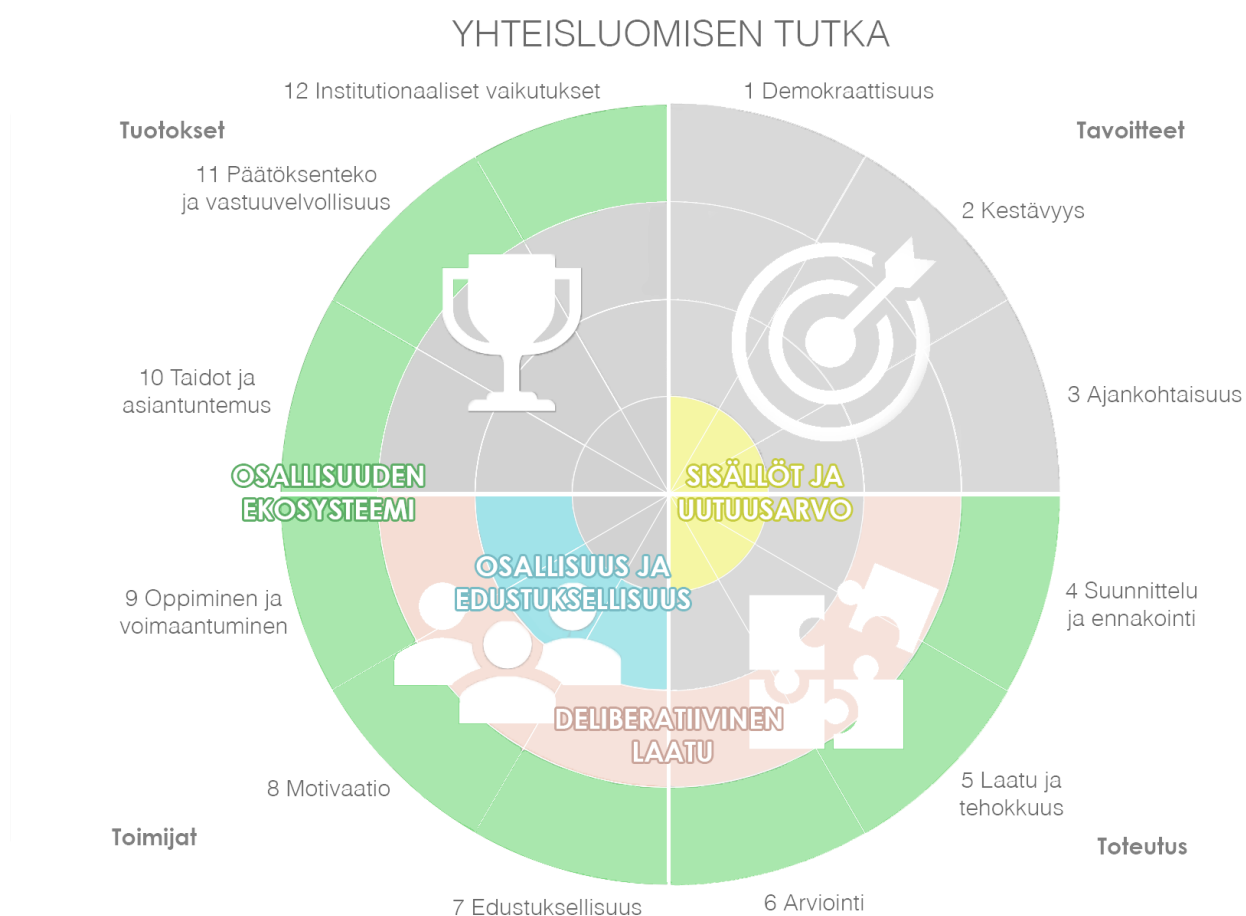 YHTEISLUOMISEN TUTKA
12 Institutionaaliset vaikutukset
1 Demokraattisuus
Tuotokset
Tavoitteet
11 Päätöksenteko
ja vastuuvelvollisuus
2 Kestävyys
10 Taidot ja
asiantuntemus
3 Ajankohtaisuus
OSALLISUUDEN
EKOSYSTEEMI
SISÄLLÖT JA
UUTUUSARVO
OSALLISUUS JA
EDUSTUKSELLISUUS
9 Oppiminen ja
voimaantuminen
4 Suunnittelu
ja ennakointi
DELIBERATIIVINEN
LAATU
8 Motivaatio
5 Laatu ja
tehokkuus
Toimijat
Toteutus
7 Edustuksellisuus
6 Arviointi